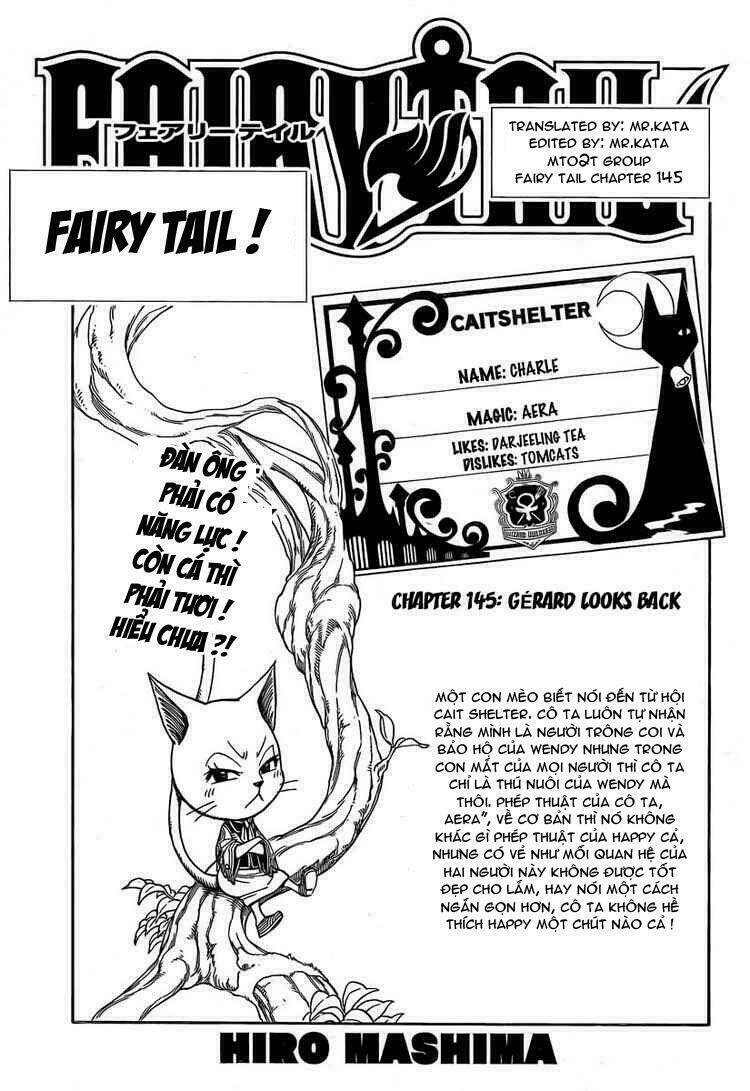 FAIRY TAIL
「フェアリーテイル
TRANSLATED BY: MR.KATA
EDITED BY: MR.KATA
MTO2T GROUP
FAIRY TAIL CHAPTER 145
FAIRY TAIL !
CAITSHELTER
NAME: CHARLE
MAGIC: AERA
LIKES: DARJEELING TEA
DISLIKES: TOMCATS
ĐÀN ÔNG
PHẢI CÓ
NĂNG LỰC !
CÒN CÁ THÌ
PHẢI TƯƠI !
HIỂU CHƯA ?!
CHAPTER 145: GÉRARD LOOKS BACK
MỘT CON MÈO BIẾT NÓI ĐẾN TỪ HỘI
CAIT SHELTER. CÔ TA LUÔN TỰ NHẬN
RẰNG MÌNH LÀ NGƯỜI TRÔNG COI VÀ
BẢO HỘ CỦA WENDY NHƯNG TRONG
CON MẮT CỦA MỌI NGƯỜI THÌ CÔ TA
CHỈ LÀ THÚ NUÔI CỦA WENDY MÀ
THÔI. PHÉP THUẬT CỦA CÔ TA,
AERA", VỀ CƠ BẢN THÌ NÓ KHÔNG
KHÁC GÌ PHÉP THUẬT CỦA HAPPY CẢ,
NHƯNG CÓ VẺ NHƯ MỐI QUAN HỆ CỦA
HAI NGƯỜI NÀY KHÔNG ĐƯỢC TỐT
ĐẸP CHO LẮM, HAY NÓI MỘT CÁCH
NGẮN GỌN HƠN, CÔ TA KHÔNG HỀ
THÍCH HAPPY MỘT CHÚT NÀO CẢ !
HIRO MASHIMA